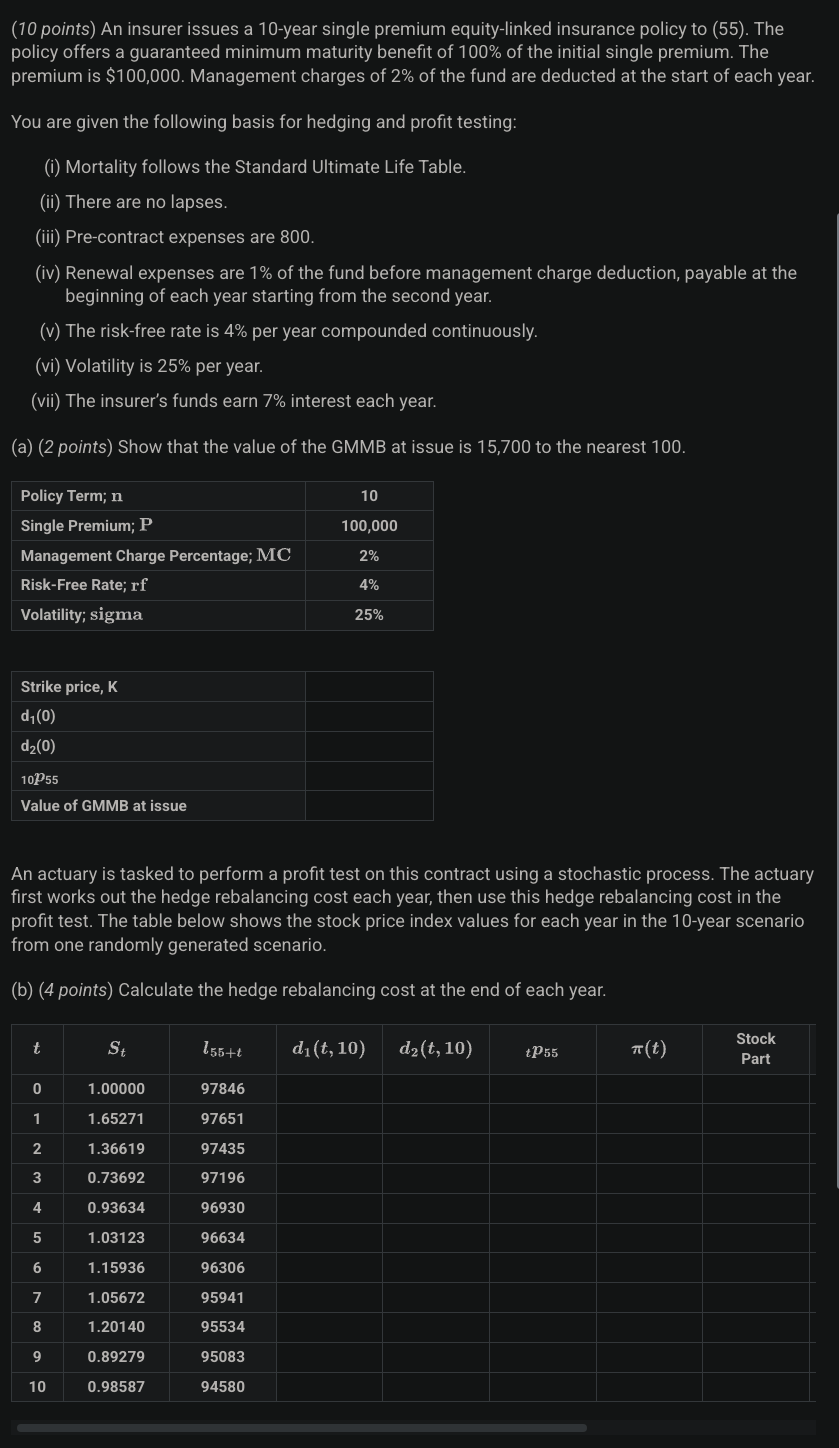 (10 points) An insurer issues a 10-year single premium equity-linked insurance policy to (55). The
policy offers a guaranteed minimum maturity benefit of 100% of the initial single premium. The
premium is $100,000. Management charges of 2% of the fund are deducted at the start of each year.
You are given the following basis for hedging and profit testing:
(i) Mortality follows the Standard Ultimate Life Table.
(ii) There are no lapses.
(iii) Pre-contract expenses are 800.
(iv) Renewal expenses are 1% of the fund before management charge deduction, payable at the
beginning of each year starting from the second year.
(v) The risk-free rate is 4% per year compounded continuously.
(vi) Volatility is 25% per year.
(vii) The insurer’s funds earn 7% interest each year.
(a) (2 points) Show that the value of the GMMB at issue is 15,700 to the nearest 100.
Policy Term; n 10
Single Premium; P 100,000
Management Charge Percentage; MC 2%
Risk-Free Rate; rf 4%
Volatility; sigma 25%
Strike price, K
d₁(0)
d₂(0)
₁₀p₅₅
Value of GMMB at issue
An actuary is tasked to perform a profit test on this contract using a stochastic process. The actuary
first works out the hedge rebalancing cost each year, then use this hedge rebalancing cost in the
profit test. The table below shows the stock price index values for each year in the 10-year scenario
from one randomly generated scenario.
(b) (4 points) Calculate the hedge rebalancing cost at the end of each year.
t Sₜ l₅₅₊ₜ d₁(t, 10) d₂(t, 10) ₜp₅₅ π(t) Stock
Part
0 1.00000 97846
1 1.65271 97651
2 1.36619 97435
3 0.73692 97196
4 0.93634 96930
5 1.03123 96634
6 1.15936 96306
7 1.05672 95941
8 1.20140 95534
9 0.89279 95083
10 0.98587 94580